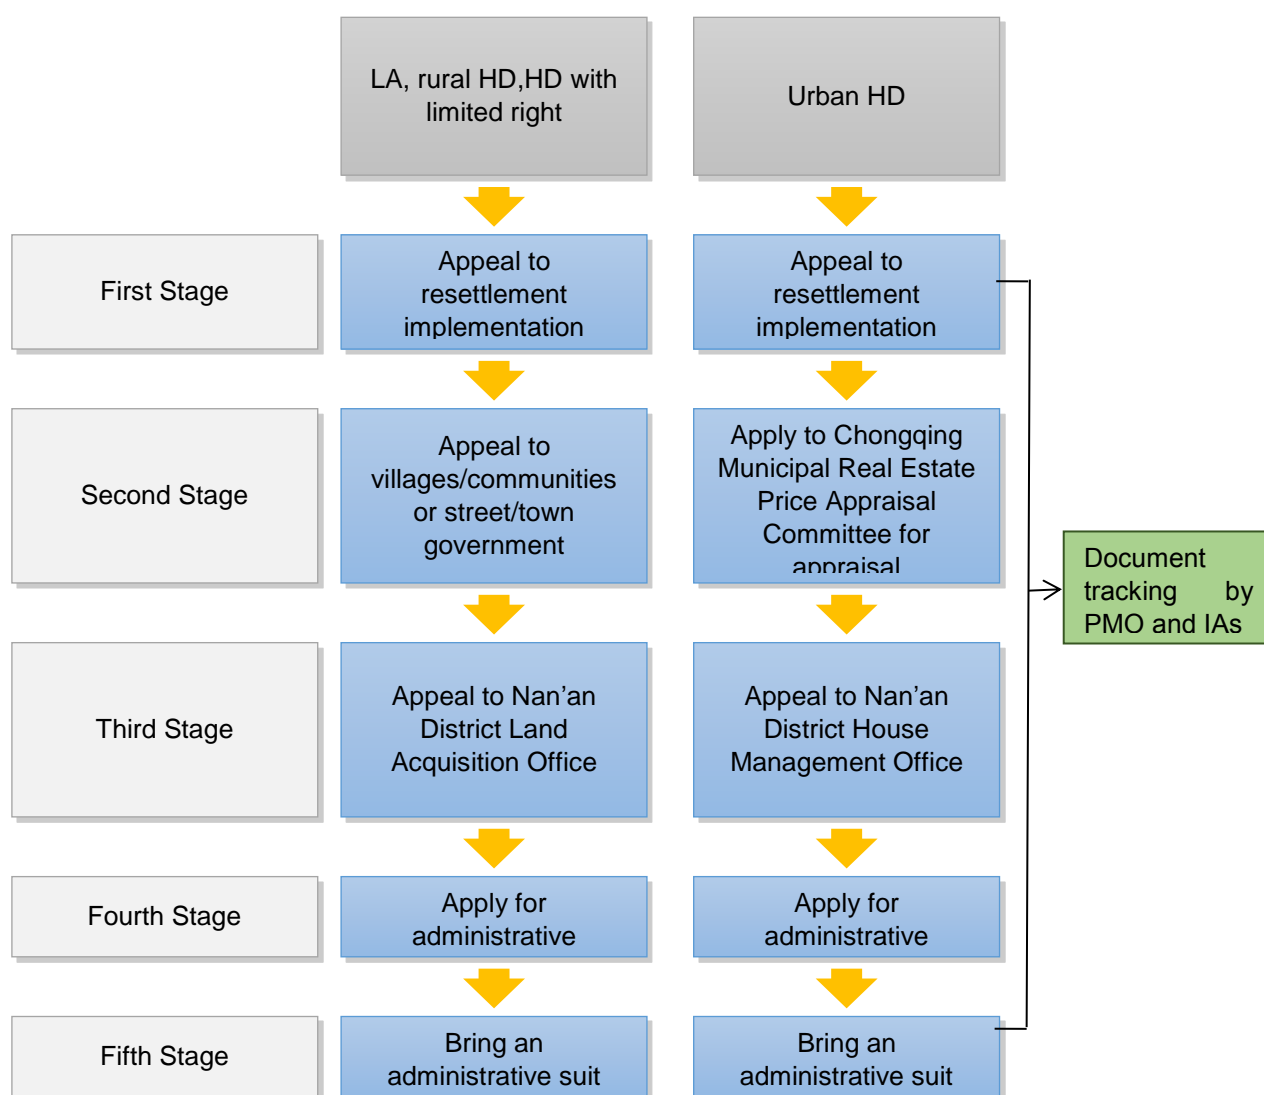 LA, rural HD,HD with
limited right
Urban HD
First Stage
Appeal to
resettlement
implementation
Appeal to
resettlement
implementation
Second Stage
Appeal to
villages/communities
or street/town
government
Apply to Chongqing
Municipal Real Estate
Price Appraisal
Committee for
appraisal
Document
tracking by
PMO and IAs
Third Stage
Appeal to Nan’an
District Land
Acquisition Office
Appeal to Nan’an
District House
Management Office
Fourth Stage
Apply for
administrative
Apply for
administrative
Fifth Stage
Bring an
administrative suit
Bring an
administrative suit